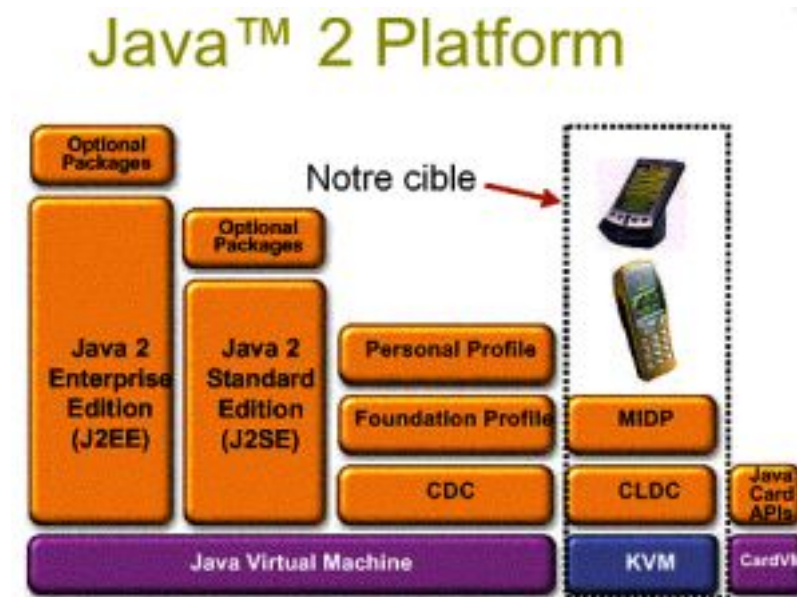 Java™ 2 Platform
Optional
Packages
Notre cible
Optional
Packages
Java 2
Enterprise
Edition
(J2EE)
Java 2
Standard
Edition
(J2SE)
Personal Profile
Foundation Profile
MIDP
CDC
CLDC
Java
Card
APIs
Java Virtual Machine
KVM
CardVM